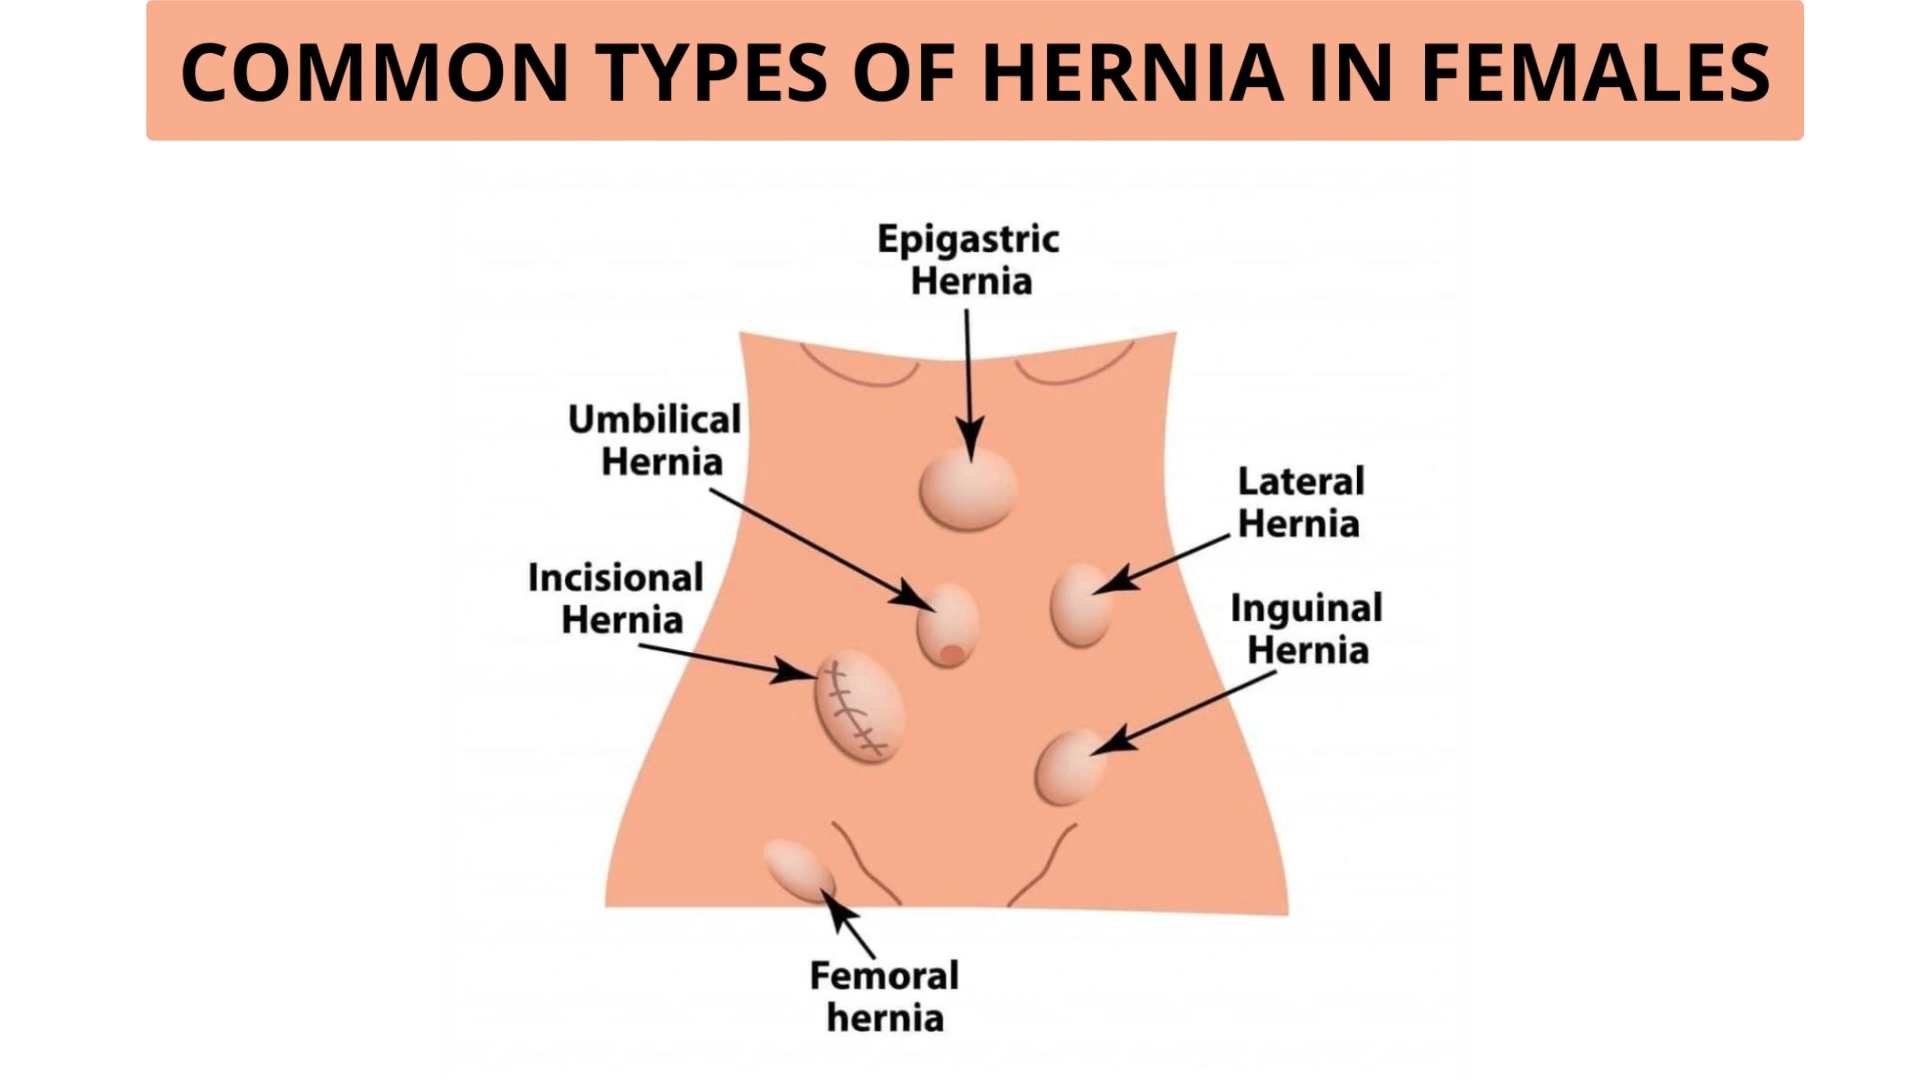 COMMON TYPES OF HERNIA IN FEMALES
Epigastric
Hernia
Umbilical
Hernia
Lateral
Hernia
Incisional
Hernia
Inguinal
Hernia
Femoral
hernia